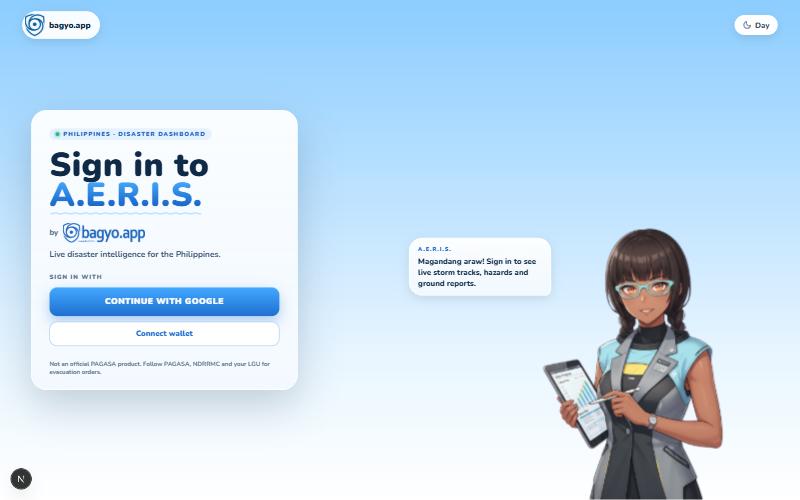 bagyo.app
Day
PHILIPPINES · DISASTER DASHBOARD
Sign in to
A.E.R.I.S.
by bagyo.app
Live disaster intelligence for the Philippines.
SIGN IN WITH
CONTINUE WITH GOOGLE
Connect wallet
Not an official PAGASA product. Follow PAGASA, NDRRMC and your LGU for
evacuation orders.
A.E.R.I.S.
Magandang araw! Sign in to see
live storm tracks, hazards and
ground reports.
N